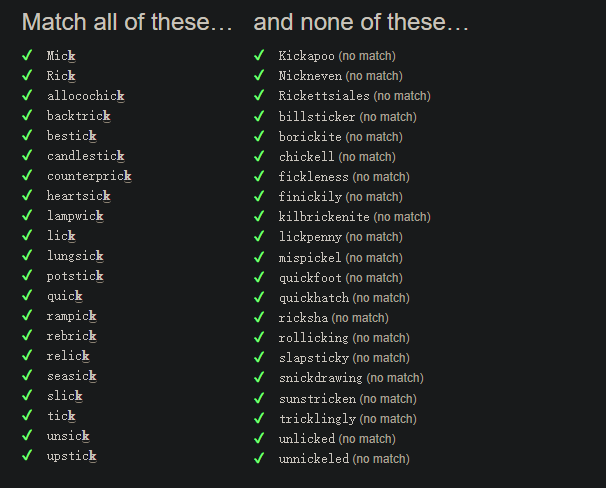 Match all of these… and none of these…
✓ Mick ✓ Kickapoo (no match)
✓ Rick ✓ Nickneven (no match)
✓ allocochick ✓ Rickettsiales (no match)
✓ backtrick ✓ billsticker (no match)
✓ bestick ✓ borickite (no match)
✓ candlestick ✓ chickell (no match)
✓ counterprick ✓ fickleness (no match)
✓ heartsick ✓ finickily (no match)
✓ lampwick ✓ kilbrickenite (no match)
✓ lick ✓ lickpenny (no match)
✓ lungsick ✓ mispickel (no match)
✓ potstick ✓ quickfoot (no match)
✓ quick ✓ quickhatch (no match)
✓ rampick ✓ ricksha (no match)
✓ rebrick ✓ rollicking (no match)
✓ relick ✓ slapsticky (no match)
✓ seasick ✓ snickdrawing (no match)
✓ slick ✓ sunstricken (no match)
✓ tick ✓ tricklingly (no match)
✓ unsick ✓ unlicked (no match)
✓ upstick ✓ unnickeled (no match)